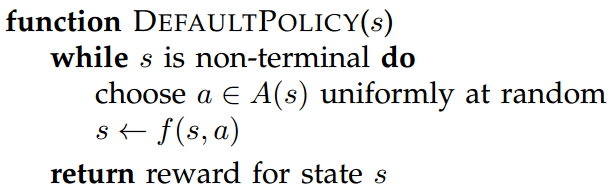 function DEFAULTPOLICY(s)
while s is non-terminal do
choose a ∈ A(s) uniformly at random
s ← f(s, a)
return reward for state s